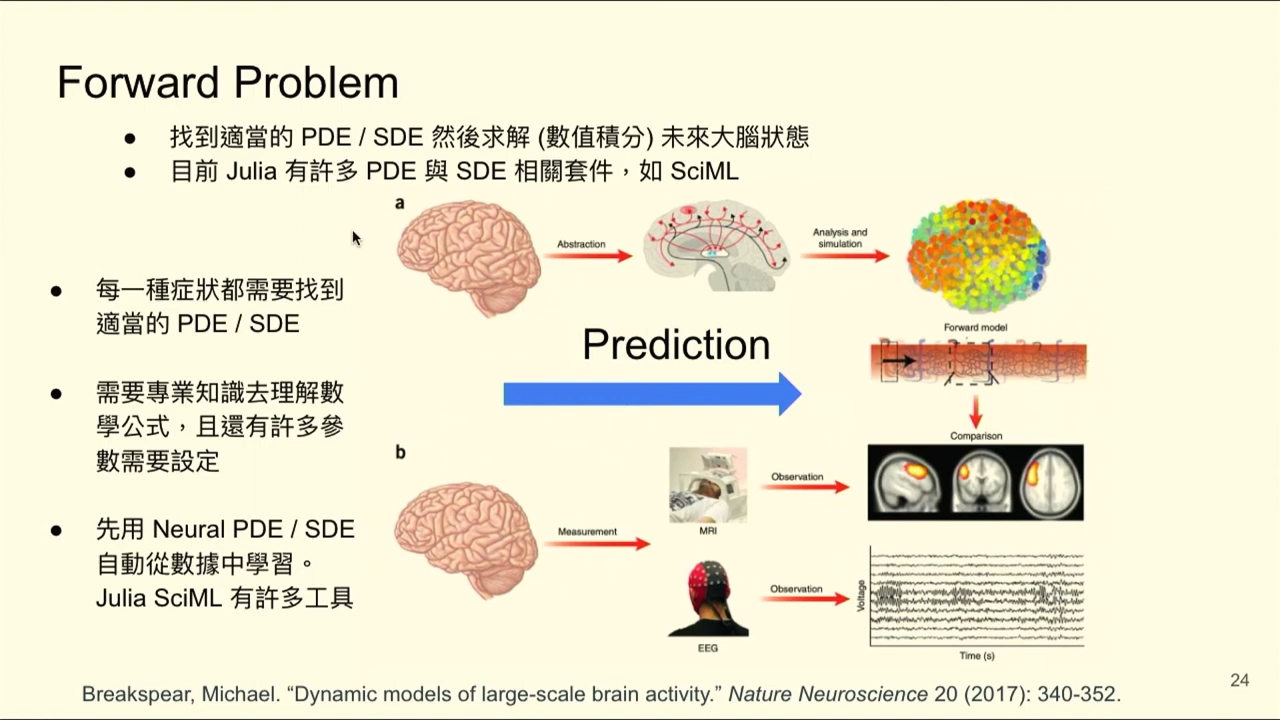 Forward Problem
● 找到適當的 PDE / SDE 然後求解 (數值積分) 未來大腦狀態
● 目前 Julia 有許多 PDE 與 SDE 相關套件，如 SciML
● 每一種症狀都需要找到
適當的 PDE / SDE
● 需要專業知識去理解數
學公式，且還有許多參
數需要設定
● 先用 Neural PDE / SDE
自動從數據中學習。
Julia SciML 有許多工具
a
Abstraction
Analysis and
simulation
Forward model
Prediction
Comparison
b
Measurement
MRI
Observation
EEG
Observation
Voltage
Time (s)
Breakspear, Michael. “Dynamic models of large-scale brain activity.” Nature Neuroscience 20 (2017): 340-352.
24